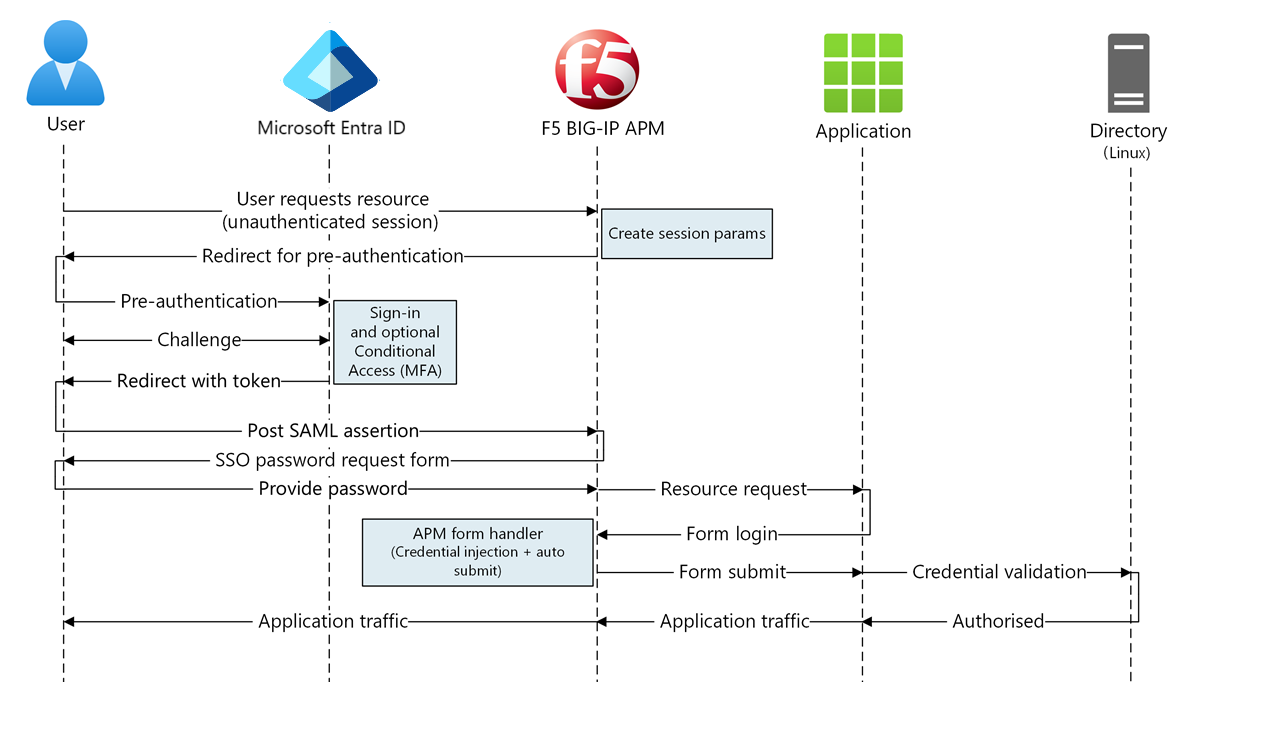 f5
User
Microsoft Entra ID
F5 BIG-IP APM
Application
Directory
(Linux)
User requests resource
(unauthenticated session)
Create session params
Redirect for pre-authentication
Pre-authentication
Sign-in
and optional
Conditional
Access (MFA)
Challenge
Redirect with token
Post SAML assertion
SSO password request form
Provide password
Resource request
APM form handler
(Credential injection + auto
submit)
Form login
Form submit
Credential validation
Application traffic
Application traffic
Authorised